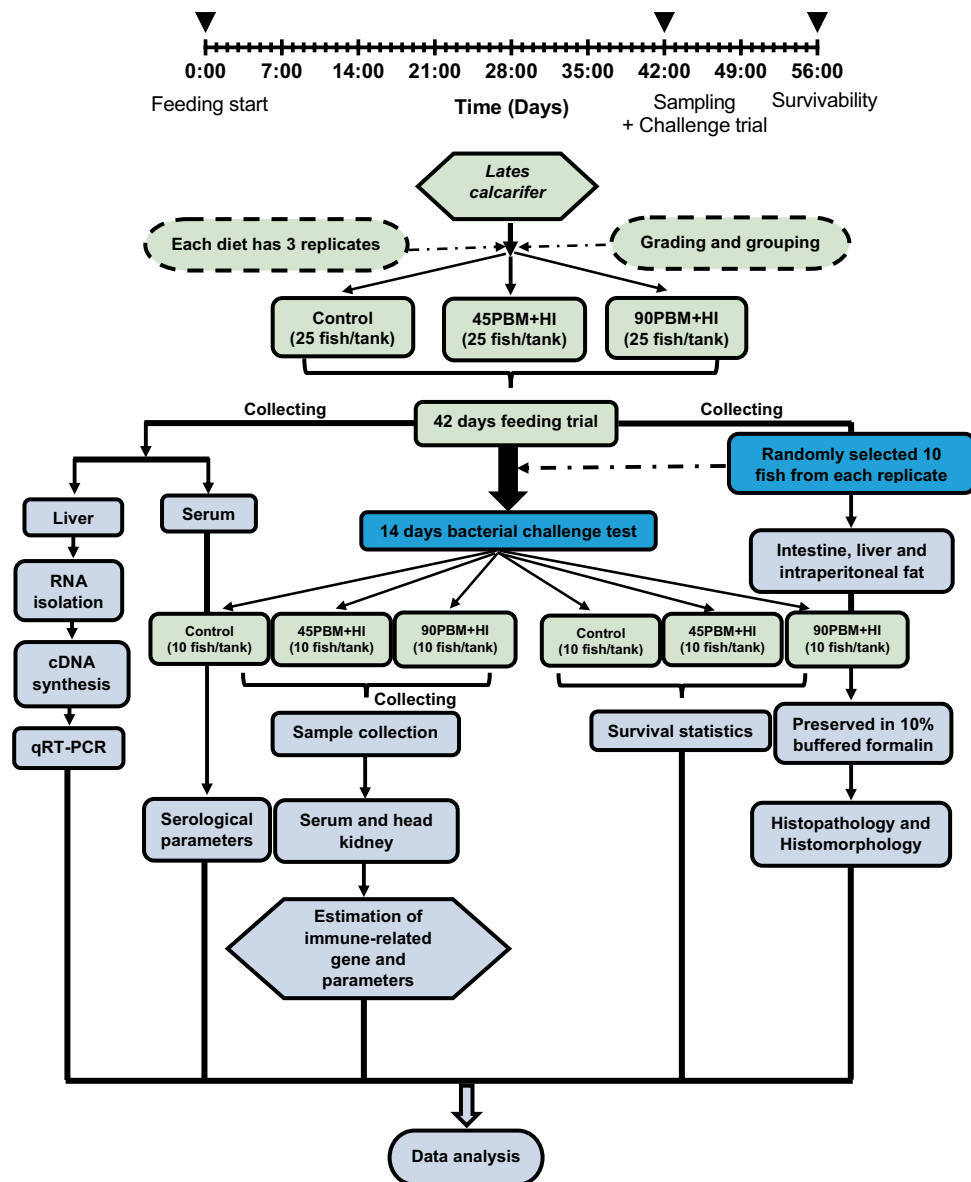 0:00 7:00 14:00 21:00 28:00 35:00 42:00 49:00 56:00
Feeding start
Time (Days)
Sampling
+ Challenge trial
Survivability
Lates
calcarifer
Each diet has 3 replicates
Grading and grouping
Control
(25 fish/tank)
45PBM+HI
(25 fish/tank)
90PBM+HI
(25 fish/tank)
Collecting
42 days feeding trial
Collecting
Randomly selected 10
fish from each replicate
Liver
Serum
14 days bacterial challenge test
Intestine, liver and
intraperitoneal fat
RNA
isolation
Control
(10 fish/tank)
45PBM+HI
(10 fish/tank)
90PBM+HI
(10 fish/tank)
Control
(10 fish/tank)
45PBM+HI
(10 fish/tank)
90PBM+HI
(10 fish/tank)
cDNA
synthesis
Collecting
Sample collection
Survival statistics
Preserved in 10%
buffered formalin
qRT-PCR
Serological
parameters
Serum and head
kidney
Histopathology and
Histomorphology
Estimation of
immune-related
gene and
parameters
Data analysis